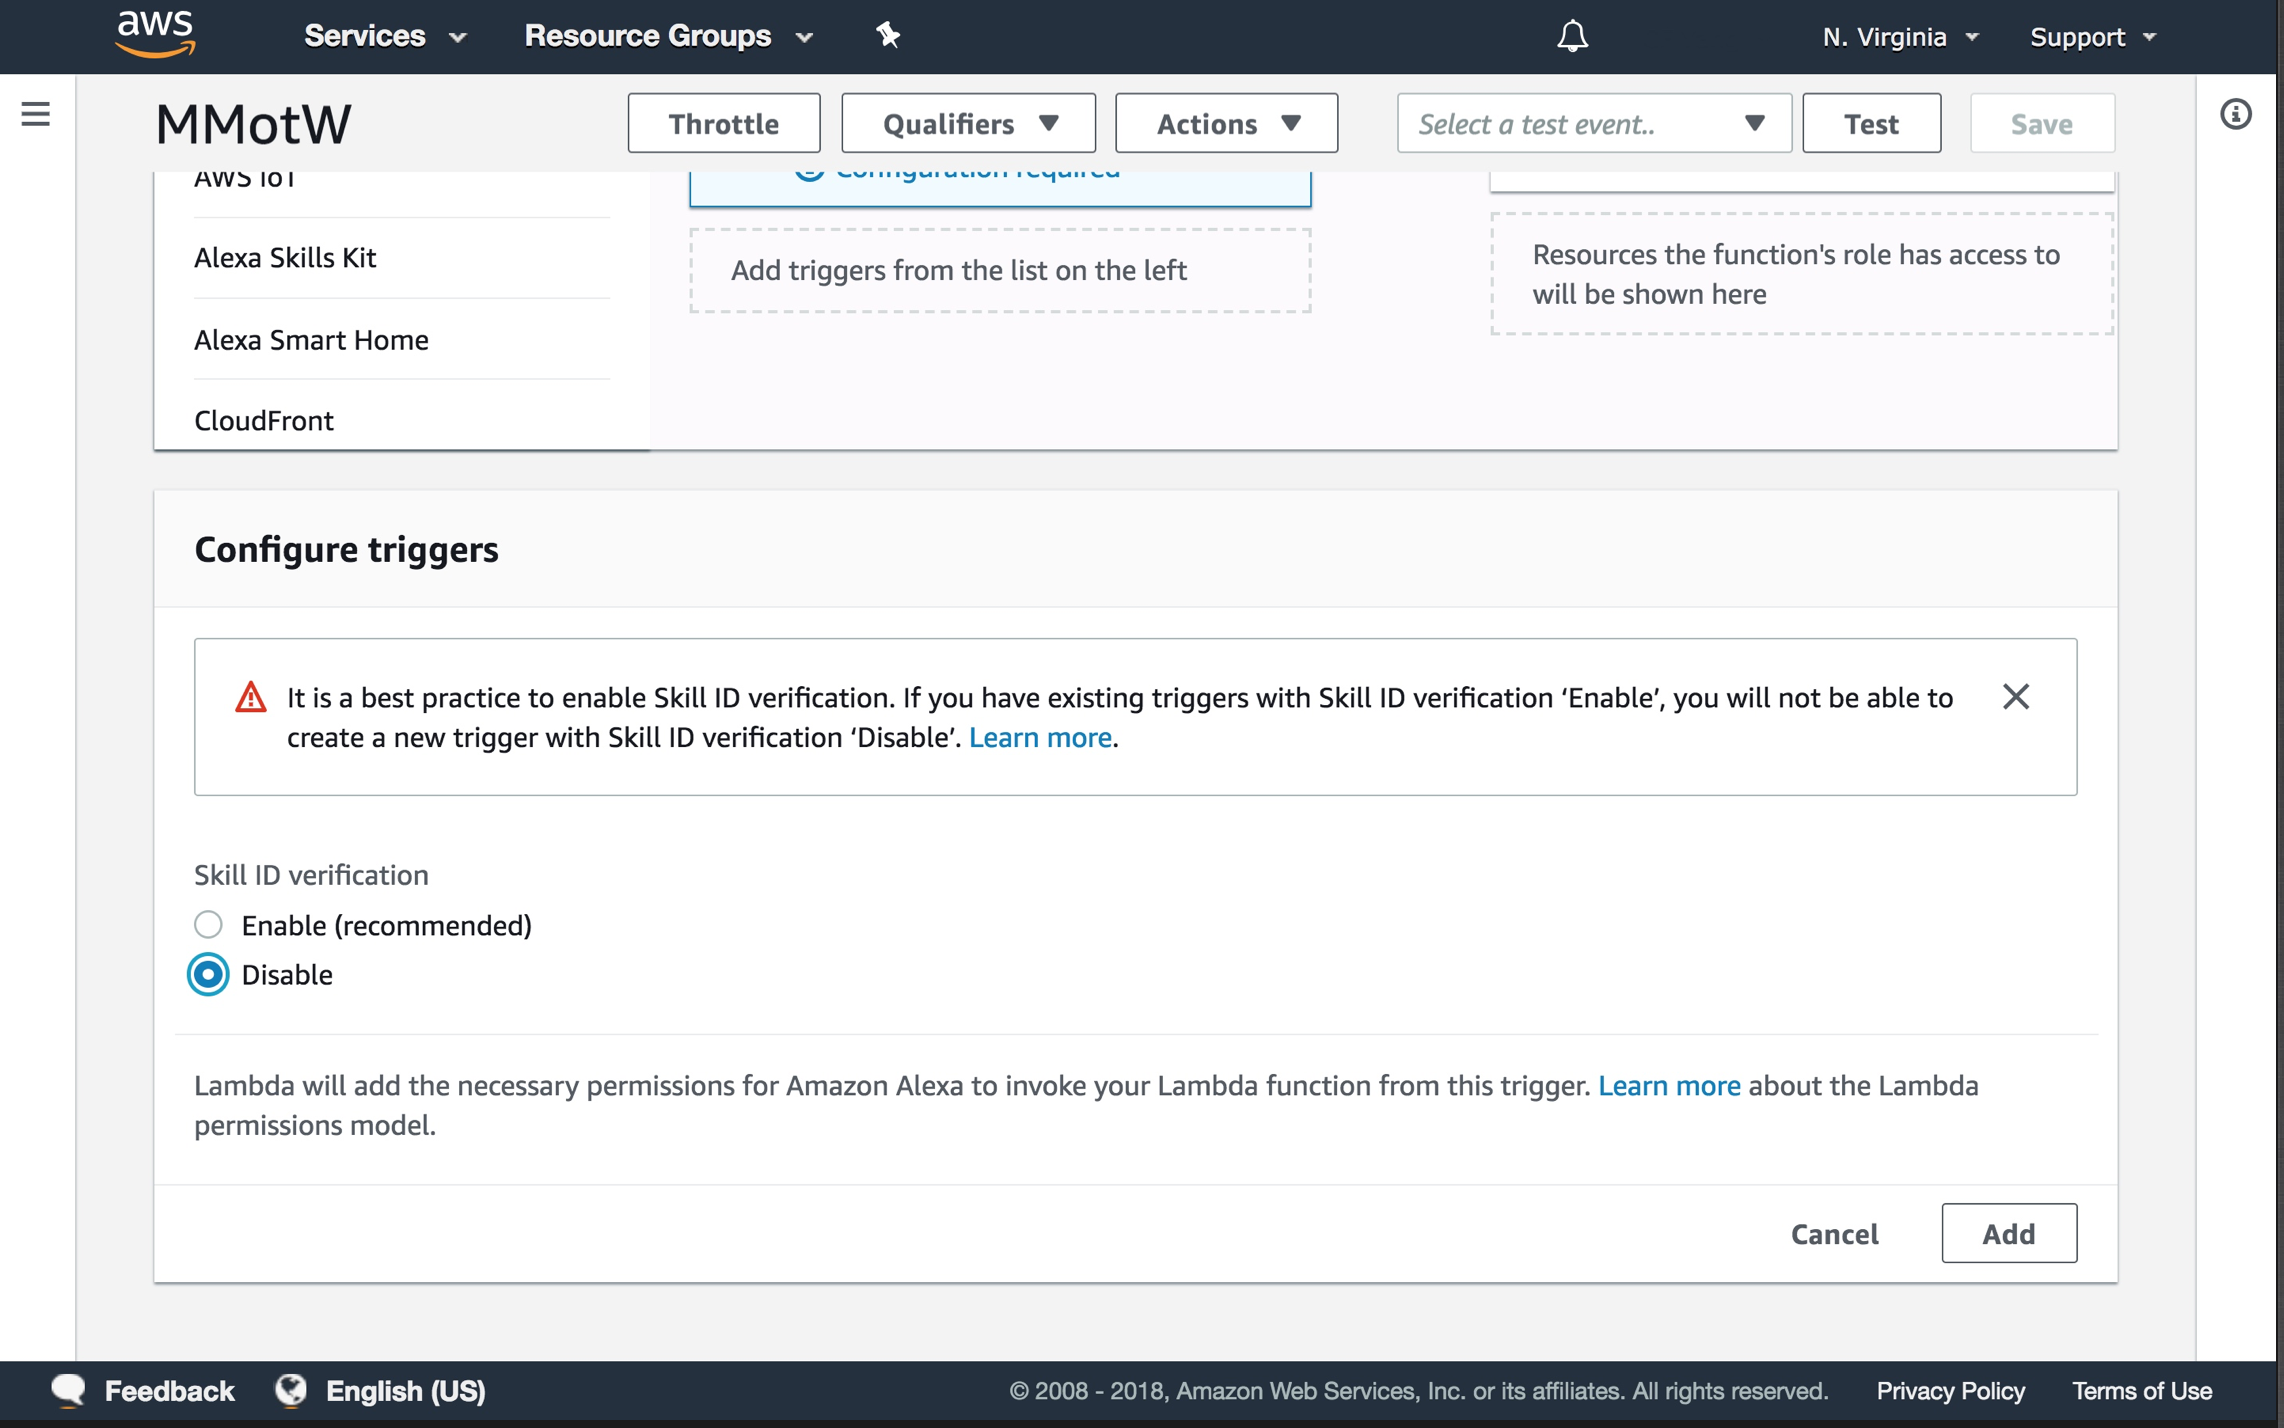 aws
Services
Resource Groups
N. Virginia
Support
MMotW
Throttle
Qualifiers
Actions
Select a test event..
Test
Save
AWS IoT
Configuration required
Alexa Skills Kit
Add triggers from the list on the left
Resources the function's role has access to
will be shown here
Alexa Smart Home
CloudFront
Configure triggers
It is a best practice to enable Skill ID verification. If you have existing triggers with Skill ID verification ‘Enable’, you will not be able to
create a new trigger with Skill ID verification ‘Disable’. Learn more.
Skill ID verification
Enable (recommended)
Disable
Lambda will add the necessary permissions for Amazon Alexa to invoke your Lambda function from this trigger. Learn more about the Lambda
permissions model.
Cancel
Add
Feedback
English (US)
© 2008 - 2018, Amazon Web Services, Inc. or its affiliates. All rights reserved.
Privacy Policy
Terms of Use